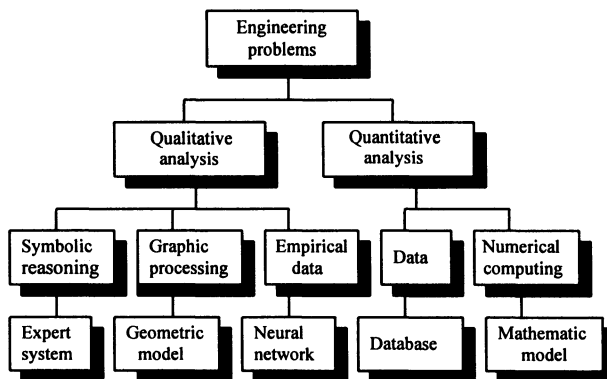 Engineering
problems
Qualitative
analysis
Quantitative
analysis
Symbolic
reasoning
Graphic
processing
Empirical
data
Data
Numerical
computing
Expert
system
Geometric
model
Neural
network
Database
Mathematic
model